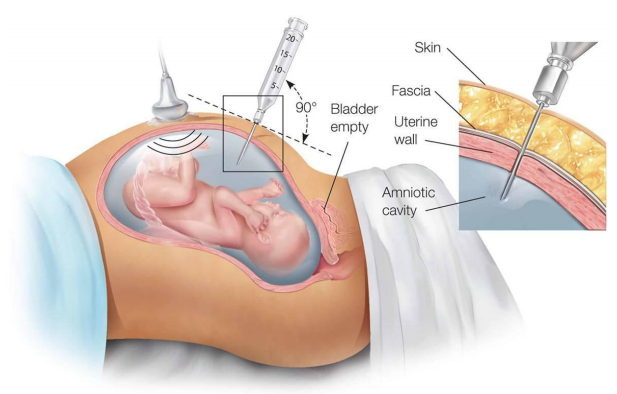 20
15
10
5
90°
Bladder
empty
Skin
Fascia
Uterine
wall
Amniotic
cavity